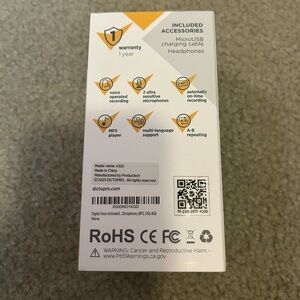 1
warranty
1 year
INCLUDED
ACCESSORIES
MicroUSB
charging cable
Headphones
voice
operated
recording
2 ultra
sensitive
microphones
automatic
on-time
recording
MP3
player
multi-language
support
A-B
repeating
Model name: X100
Made in China
Manufactured by Productech
© 2023 DICTOPRO. ALL RIGHTS RESERVED
dictopro.com
Digital Voice Activated ...Dictaphone, MP3, USB, 8GB
New
RoHS CE FC
WARNING: Cancer and Reproductive Harm -
www.P65Warnings.ca.gov